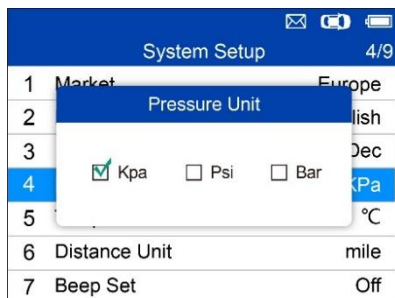 System Setup 4/9
1 Market Europe
Pressure Unit
2 lish
3 Dec
Kpa Psi Bar
4 KPa
5 ℃
6 Distance Unit mile
7 Beep Set Off